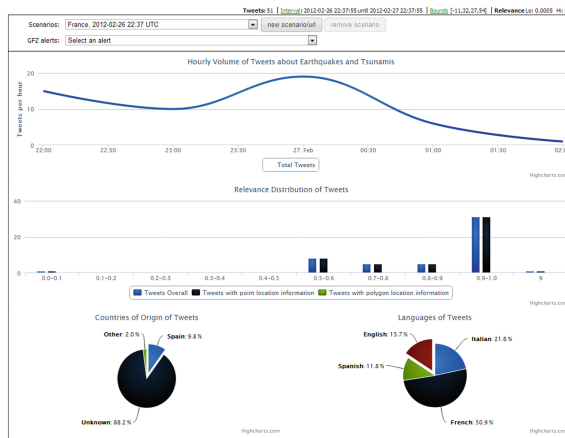 Tweets: 51 | Interval: 2012-02-26 22:37:55 until 2012-02-27 22:37:55 | Bounds [-11,32,27,54] | Relevance Lo: 0.0005 Hi:
Scenarios: France, 2012-02-26 22:37 UTC new scenario/url remove scenario
GFZ alerts: Select an alert
Hourly Volume of Tweets about Earthquakes and Tsunamis
Tweets per hour
20
10
0
22:00 22:30 23:00 23:30 27. Feb 00:30 01:00 01:30 02:
Total Tweets
Highcharts.com
Relevance Distribution of Tweets
40
20
0
0.0-0.1 0.1-0.2 0.2-0.3 0.3-0.4 0.4-0.5 0.5-0.6 0.7-0.8 0.8-0.9 0.9-1.0 9
Tweets Overall Tweets with point location information Tweets with polygon location information
Highcharts.com
Countries of Origin of Tweets Languages of Tweets
Other: 2.0 % Spain: 9.8 %
Unknown: 88.2 %
English: 15.7 % Italian: 21.6 %
Spanish: 11.8 %
French: 50.9 %
Highcharts.com Highcharts.com